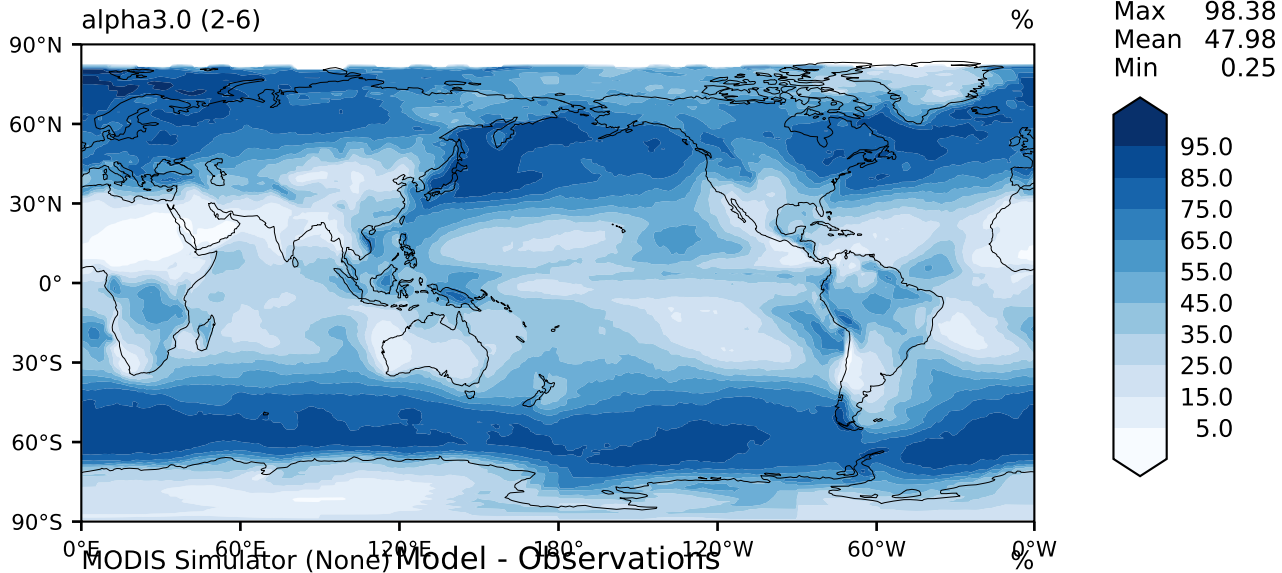 alpha3.0 (2-6) %
Max 98.38
Mean 47.98
Min 0.25
90°N
60°N
30°N
0°
30°S
60°S
90°S
95.0
85.0
75.0
65.0
55.0
45.0
35.0
25.0
15.0
5.0
0°E 60°E 120°E 180° 120°W 60°W 0°W
MODIS Simulator (None) Model - Observations %